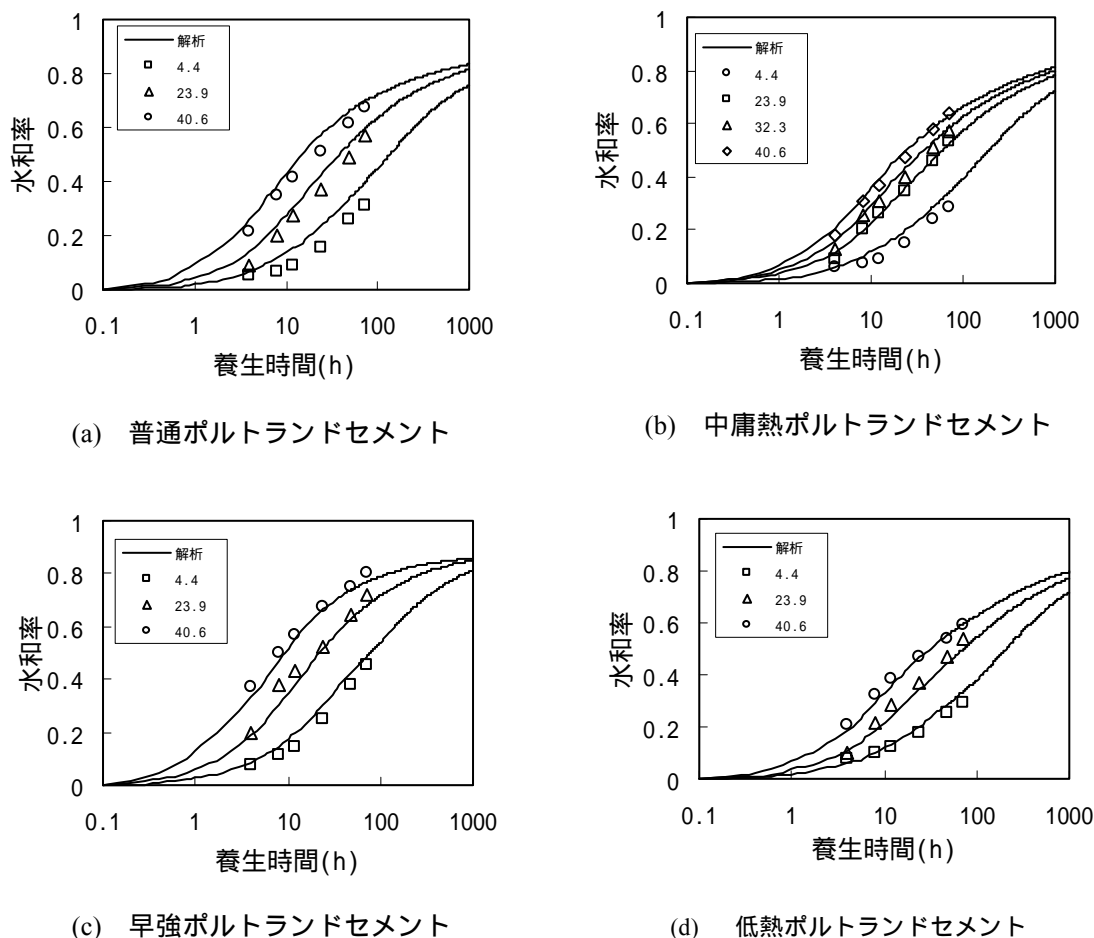 1
0.8
0.6
0.4
0.2
0
水和率
解析
4.4
23.9
40.6
0.1 1 10 100 1000
養生時間(h)
(a) 普通ポルトランドセメント
1
0.8
0.6
0.4
0.2
0
水和率
解析
4.4
23.9
32.3
40.6
0.1 1 10 100 1000
養生時間(h)
(b) 中庸熱ポルトランドセメント
1
0.8
0.6
0.4
0.2
0
水和率
解析
4.4
23.9
40.6
0.1 1 10 100 1000
養生時間(h)
(c) 早強ポルトランドセメント
1
0.8
0.6
0.4
0.2
0
水和率
解析
4.4
23.9
40.6
0.1 1 10 100 1000
養生時間(h)
(d) 低熱ポルトランドセメント